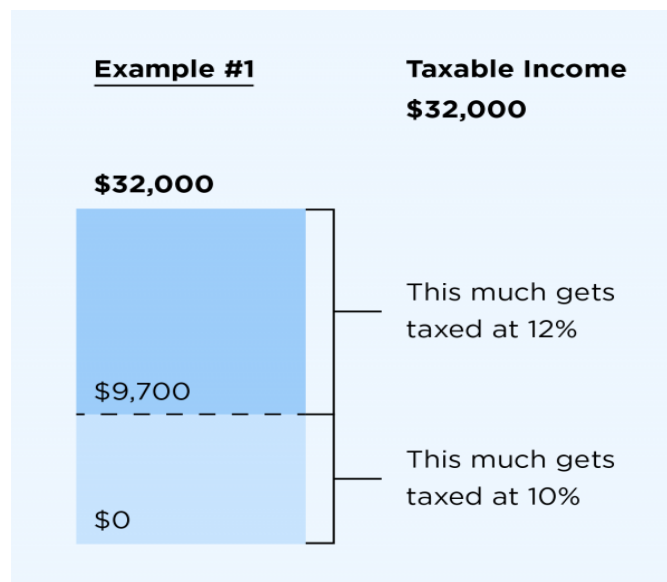 Example #1
Taxable Income
$32,000
$32,000
This much gets
taxed at 12%
$9,700
This much gets
taxed at 10%
$0